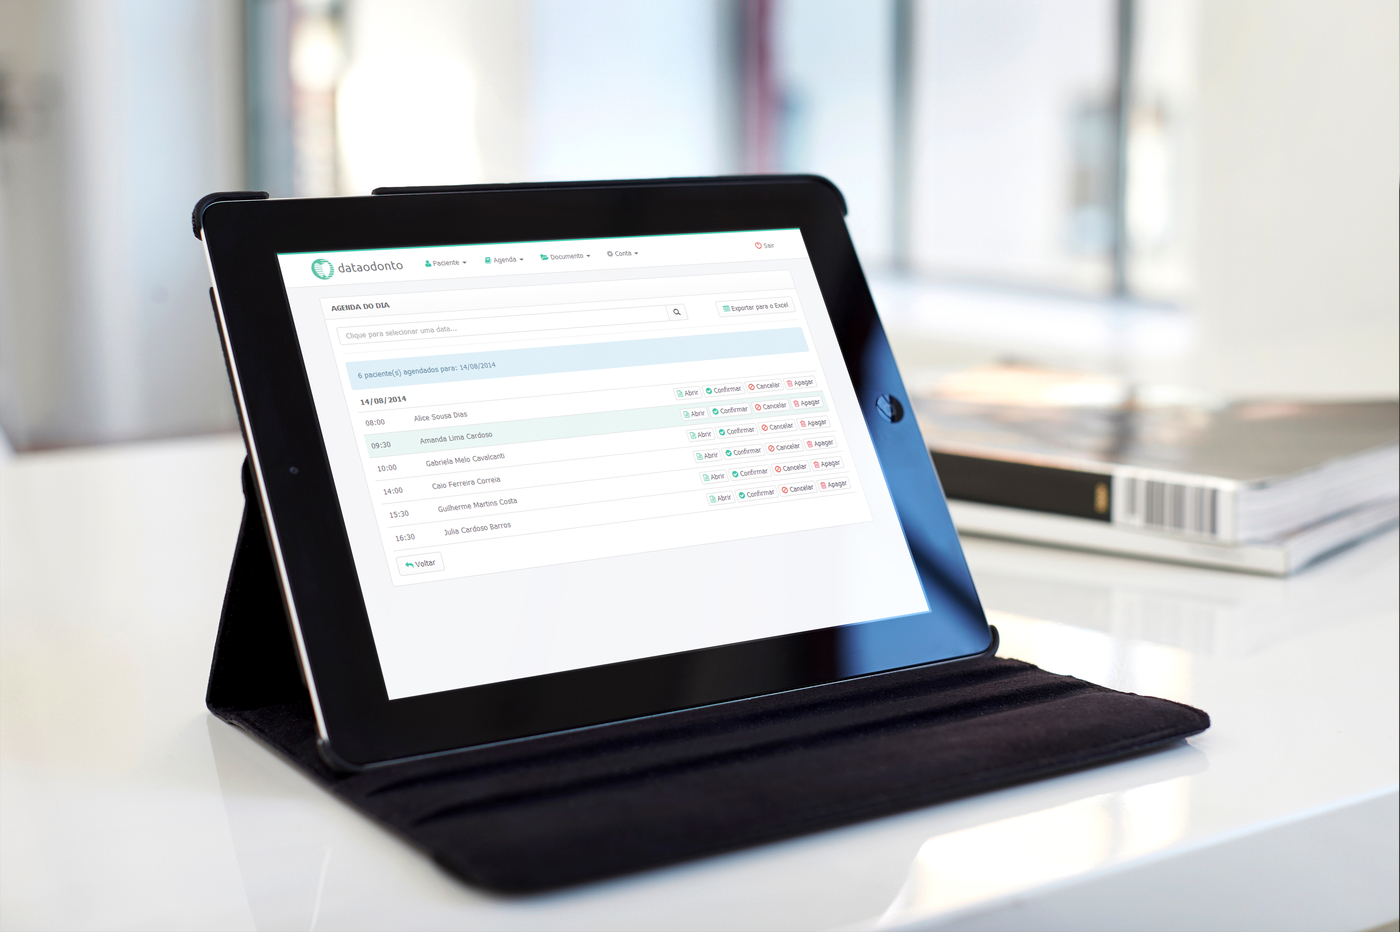 dataodonto Paciente Agenda Documento Conta Sair
AGENDA DO DIA
Clique para selecionar uma data...
Exportar para o Excel
6 paciente(s) agendados para: 14/08/2014
14/08/2014
08:00 Alice Sousa Dias Abrir Confirmar Cancelar Apagar
09:30 Amanda Lima Cardoso Abrir Confirmar Cancelar Apagar
10:00 Gabriela Melo Cavalcanti Abrir Confirmar Cancelar Apagar
14:00 Caio Ferreira Correia Abrir Confirmar Cancelar Apagar
15:30 Guilherme Martins Costa Abrir Confirmar Cancelar Apagar
16:30 Julia Cardoso Barros Abrir Confirmar Cancelar Apagar
Voltar